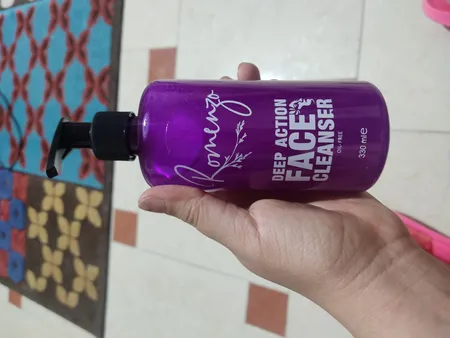 Romenzo
DEEP ACTION
FACE
CLEANSER
OIL-FREE
330 ml ℮